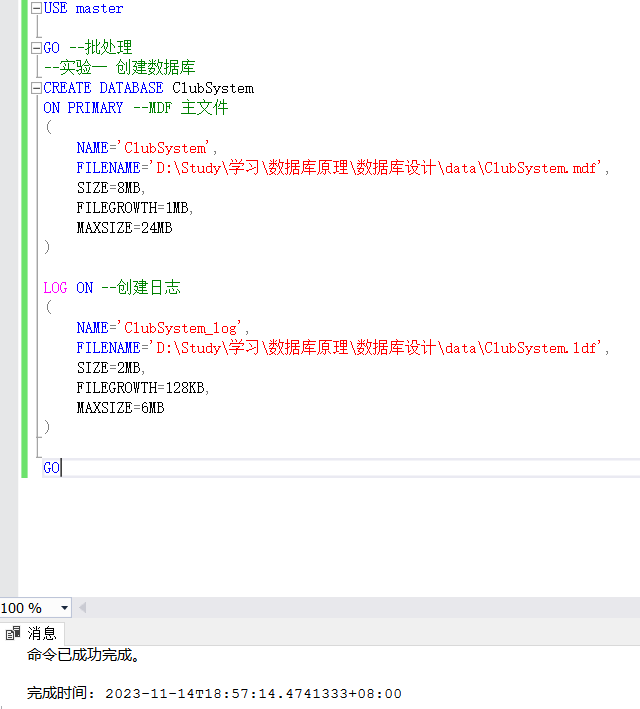 USE master
GO --批处理
--实验一 创建数据库
CREATE DATABASE ClubSystem
ON PRIMARY --MDF 主文件
(
NAME='ClubSystem',
FILENAME='D:\Study\学习\数据库原理\数据库设计\data\ClubSystem.mdf',
SIZE=8MB,
FILEGROWTH=1MB,
MAXSIZE=24MB
)
LOG ON --创建日志
(
NAME='ClubSystem_log',
FILENAME='D:\Study\学习\数据库原理\数据库设计\data\ClubSystem.ldf',
SIZE=2MB,
FILEGROWTH=128KB,
MAXSIZE=6MB
)
GO
100 %
消息
命令已成功完成。
完成时间: 2023-11-14T18:57:14.4741333+08:00